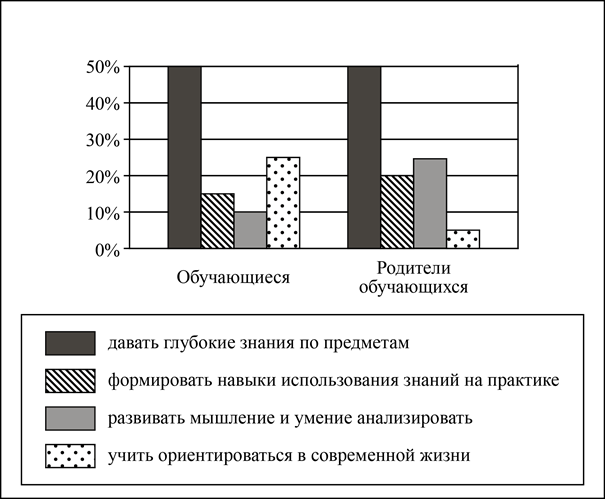 50%
40%
30%
20%
10%
0%
Обучающиеся
Родители
обучающихся
давать глубокие знания по предметам
формировать навыки использования знаний на практике
развивать мышление и умение анализировать
учить ориентироваться в современной жизни